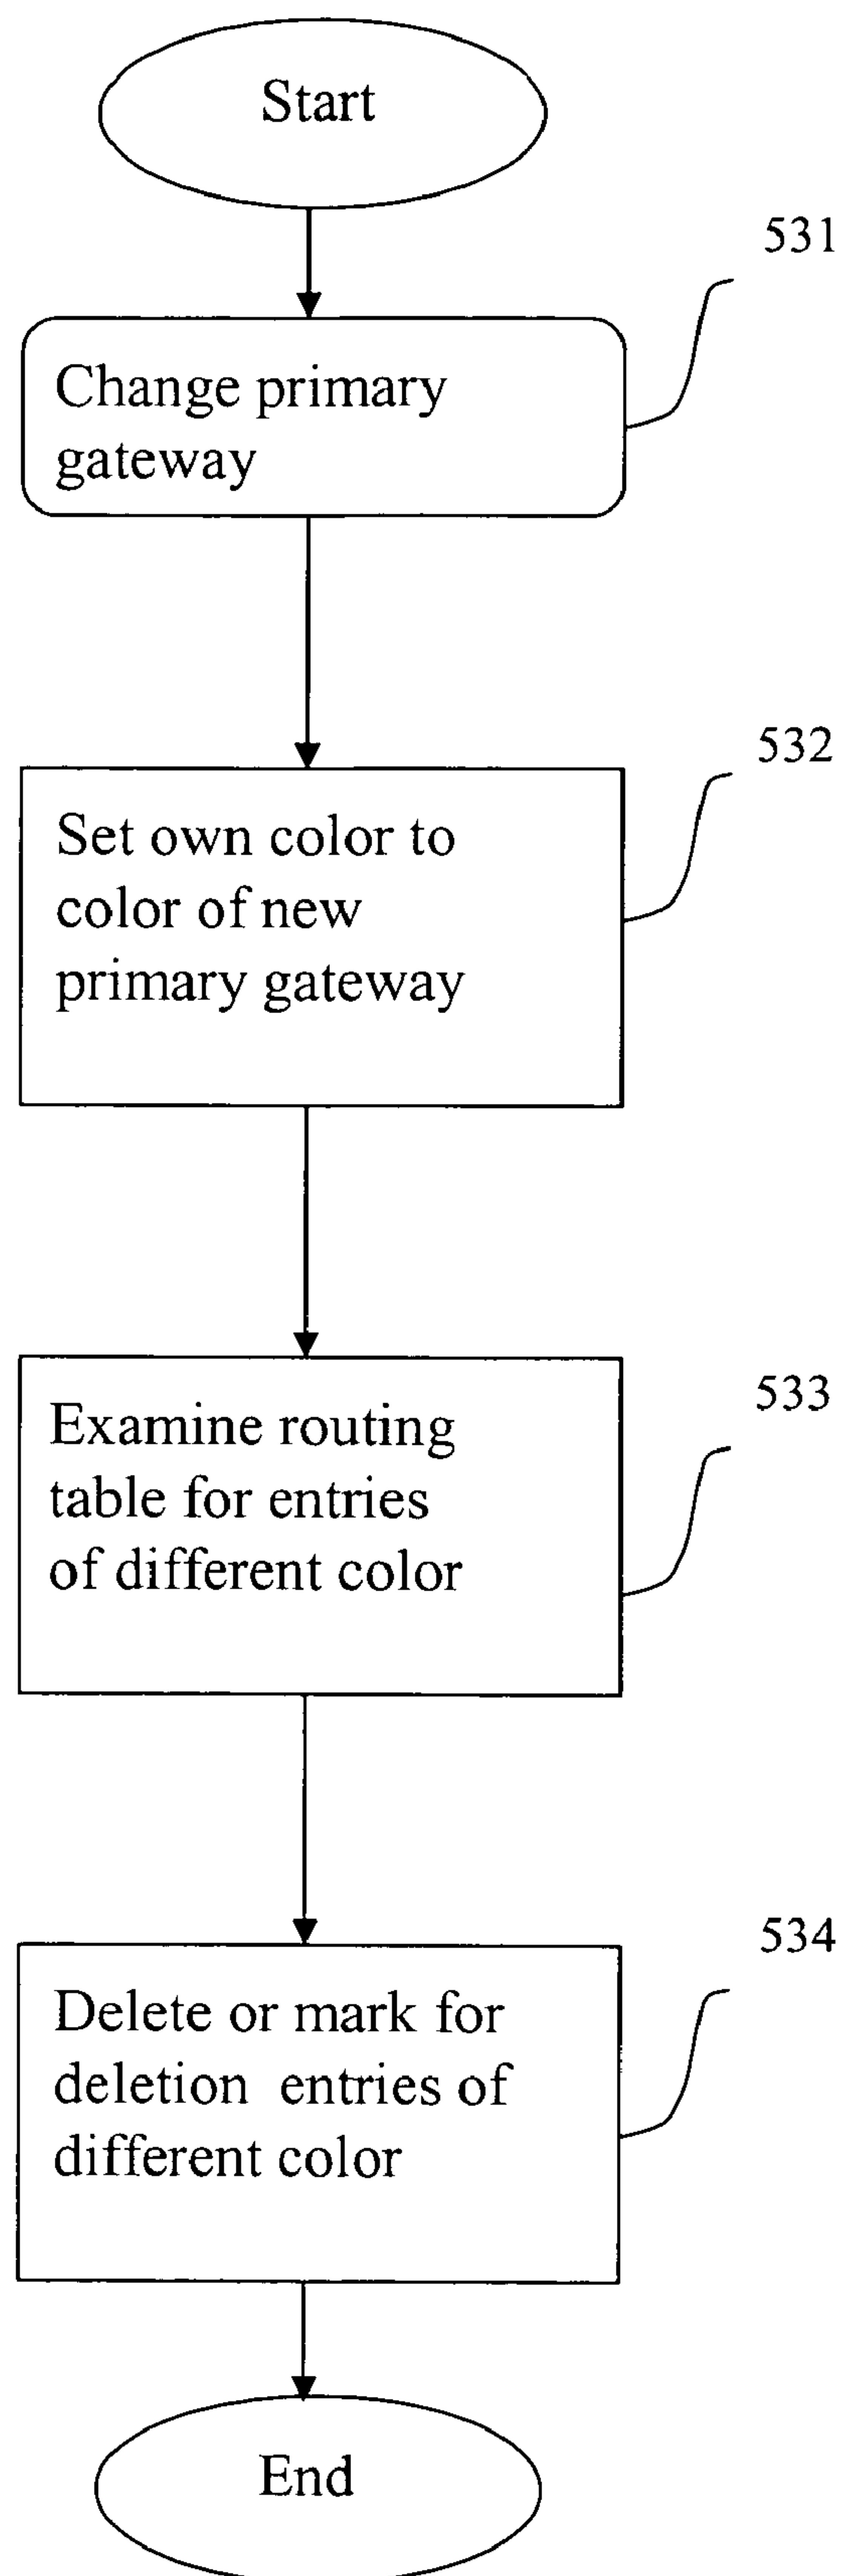 Start
531
Change primary
gateway
532
Set own color to
color of new
primary gateway
533
Examine routing
table for entries
of different color
534
Delete or mark for
deletion entries of
different color
End